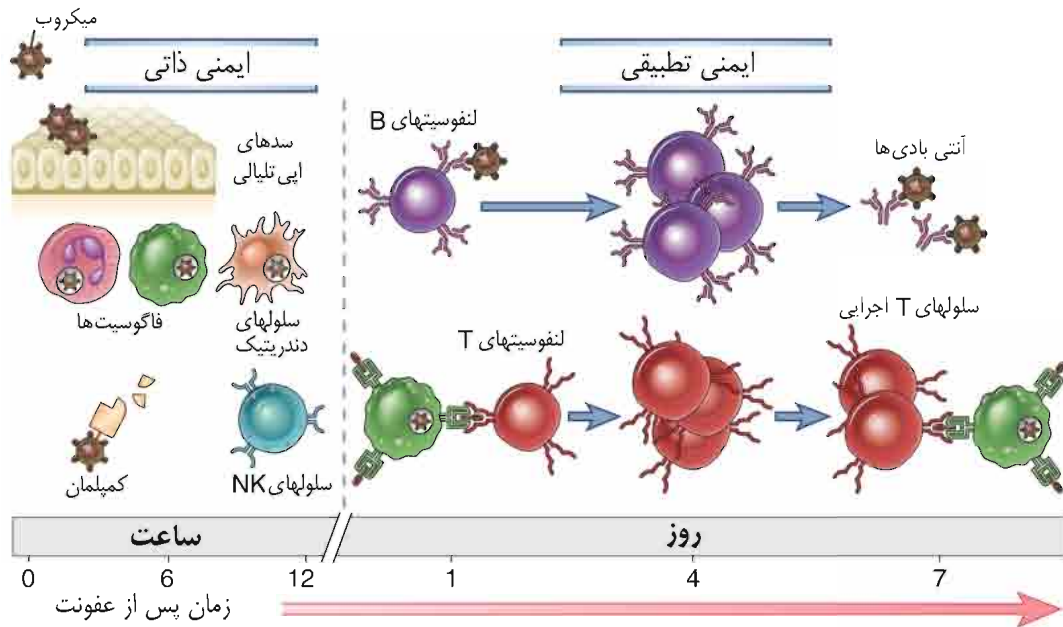 میکروب
ایمنی ذاتی
ایمنی تطبیقی
سدهای
اپی تلیالی
لنفوسیتهای B
آنتی بادی‌ها
فاگوسیت‌ها
سلولهای
دندریتیک
لنفوسیتهای T
سلولهای T اجرایی
کمپلمان
سلولهای NK
ساعت
روز
0 6 12 1 4 7
زمان پس از عفونت